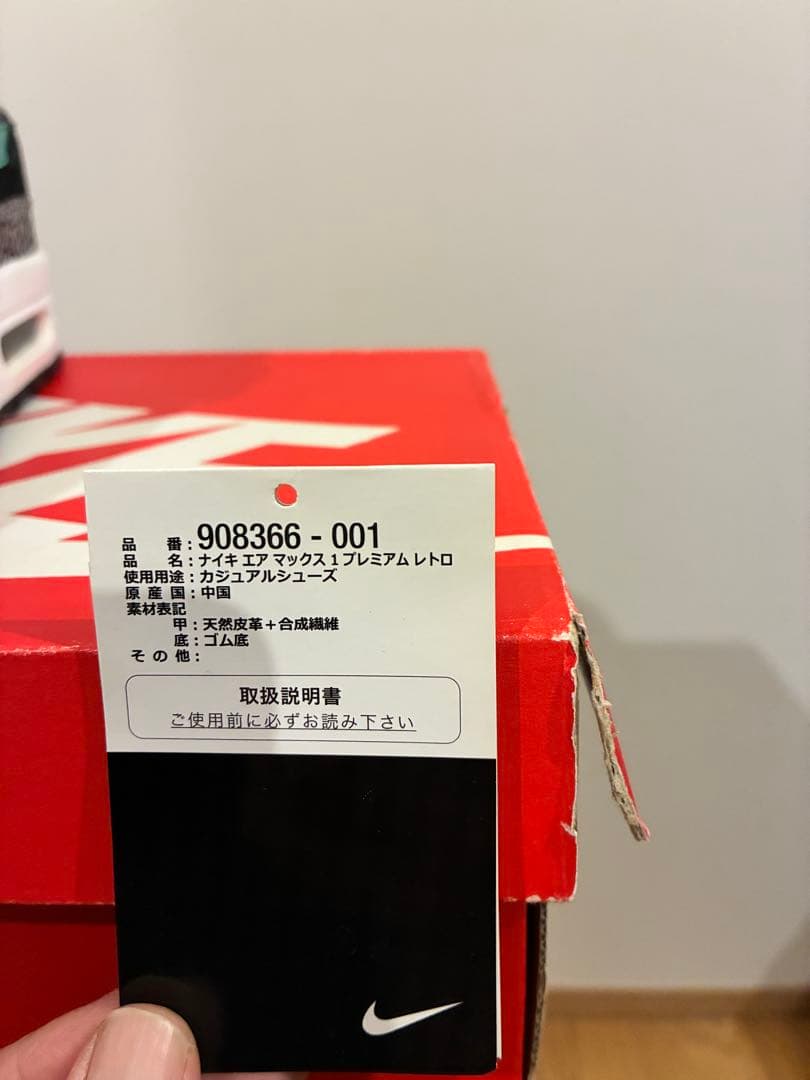 品 番：908366 - 001
品 名：ナイキ エア マックス 1 プレミアム レトロ
使用用途：カジュアルシューズ
原 産 国：中国
素材表記
甲：天然皮革＋合成繊維
底：ゴム底
そ の 他：
取扱説明書
ご使用前に必ずお読み下さい